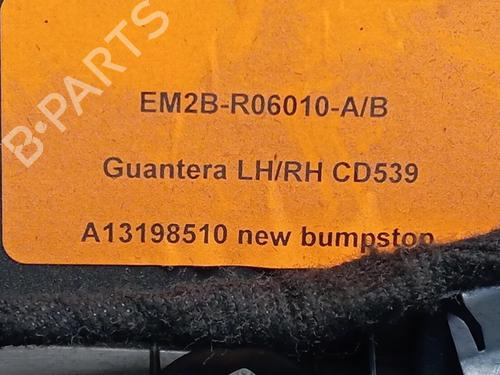 B-PARTS
EM2B-R06010-A/B
Guantera LH/RH CD539
A13198510 new bumpstop